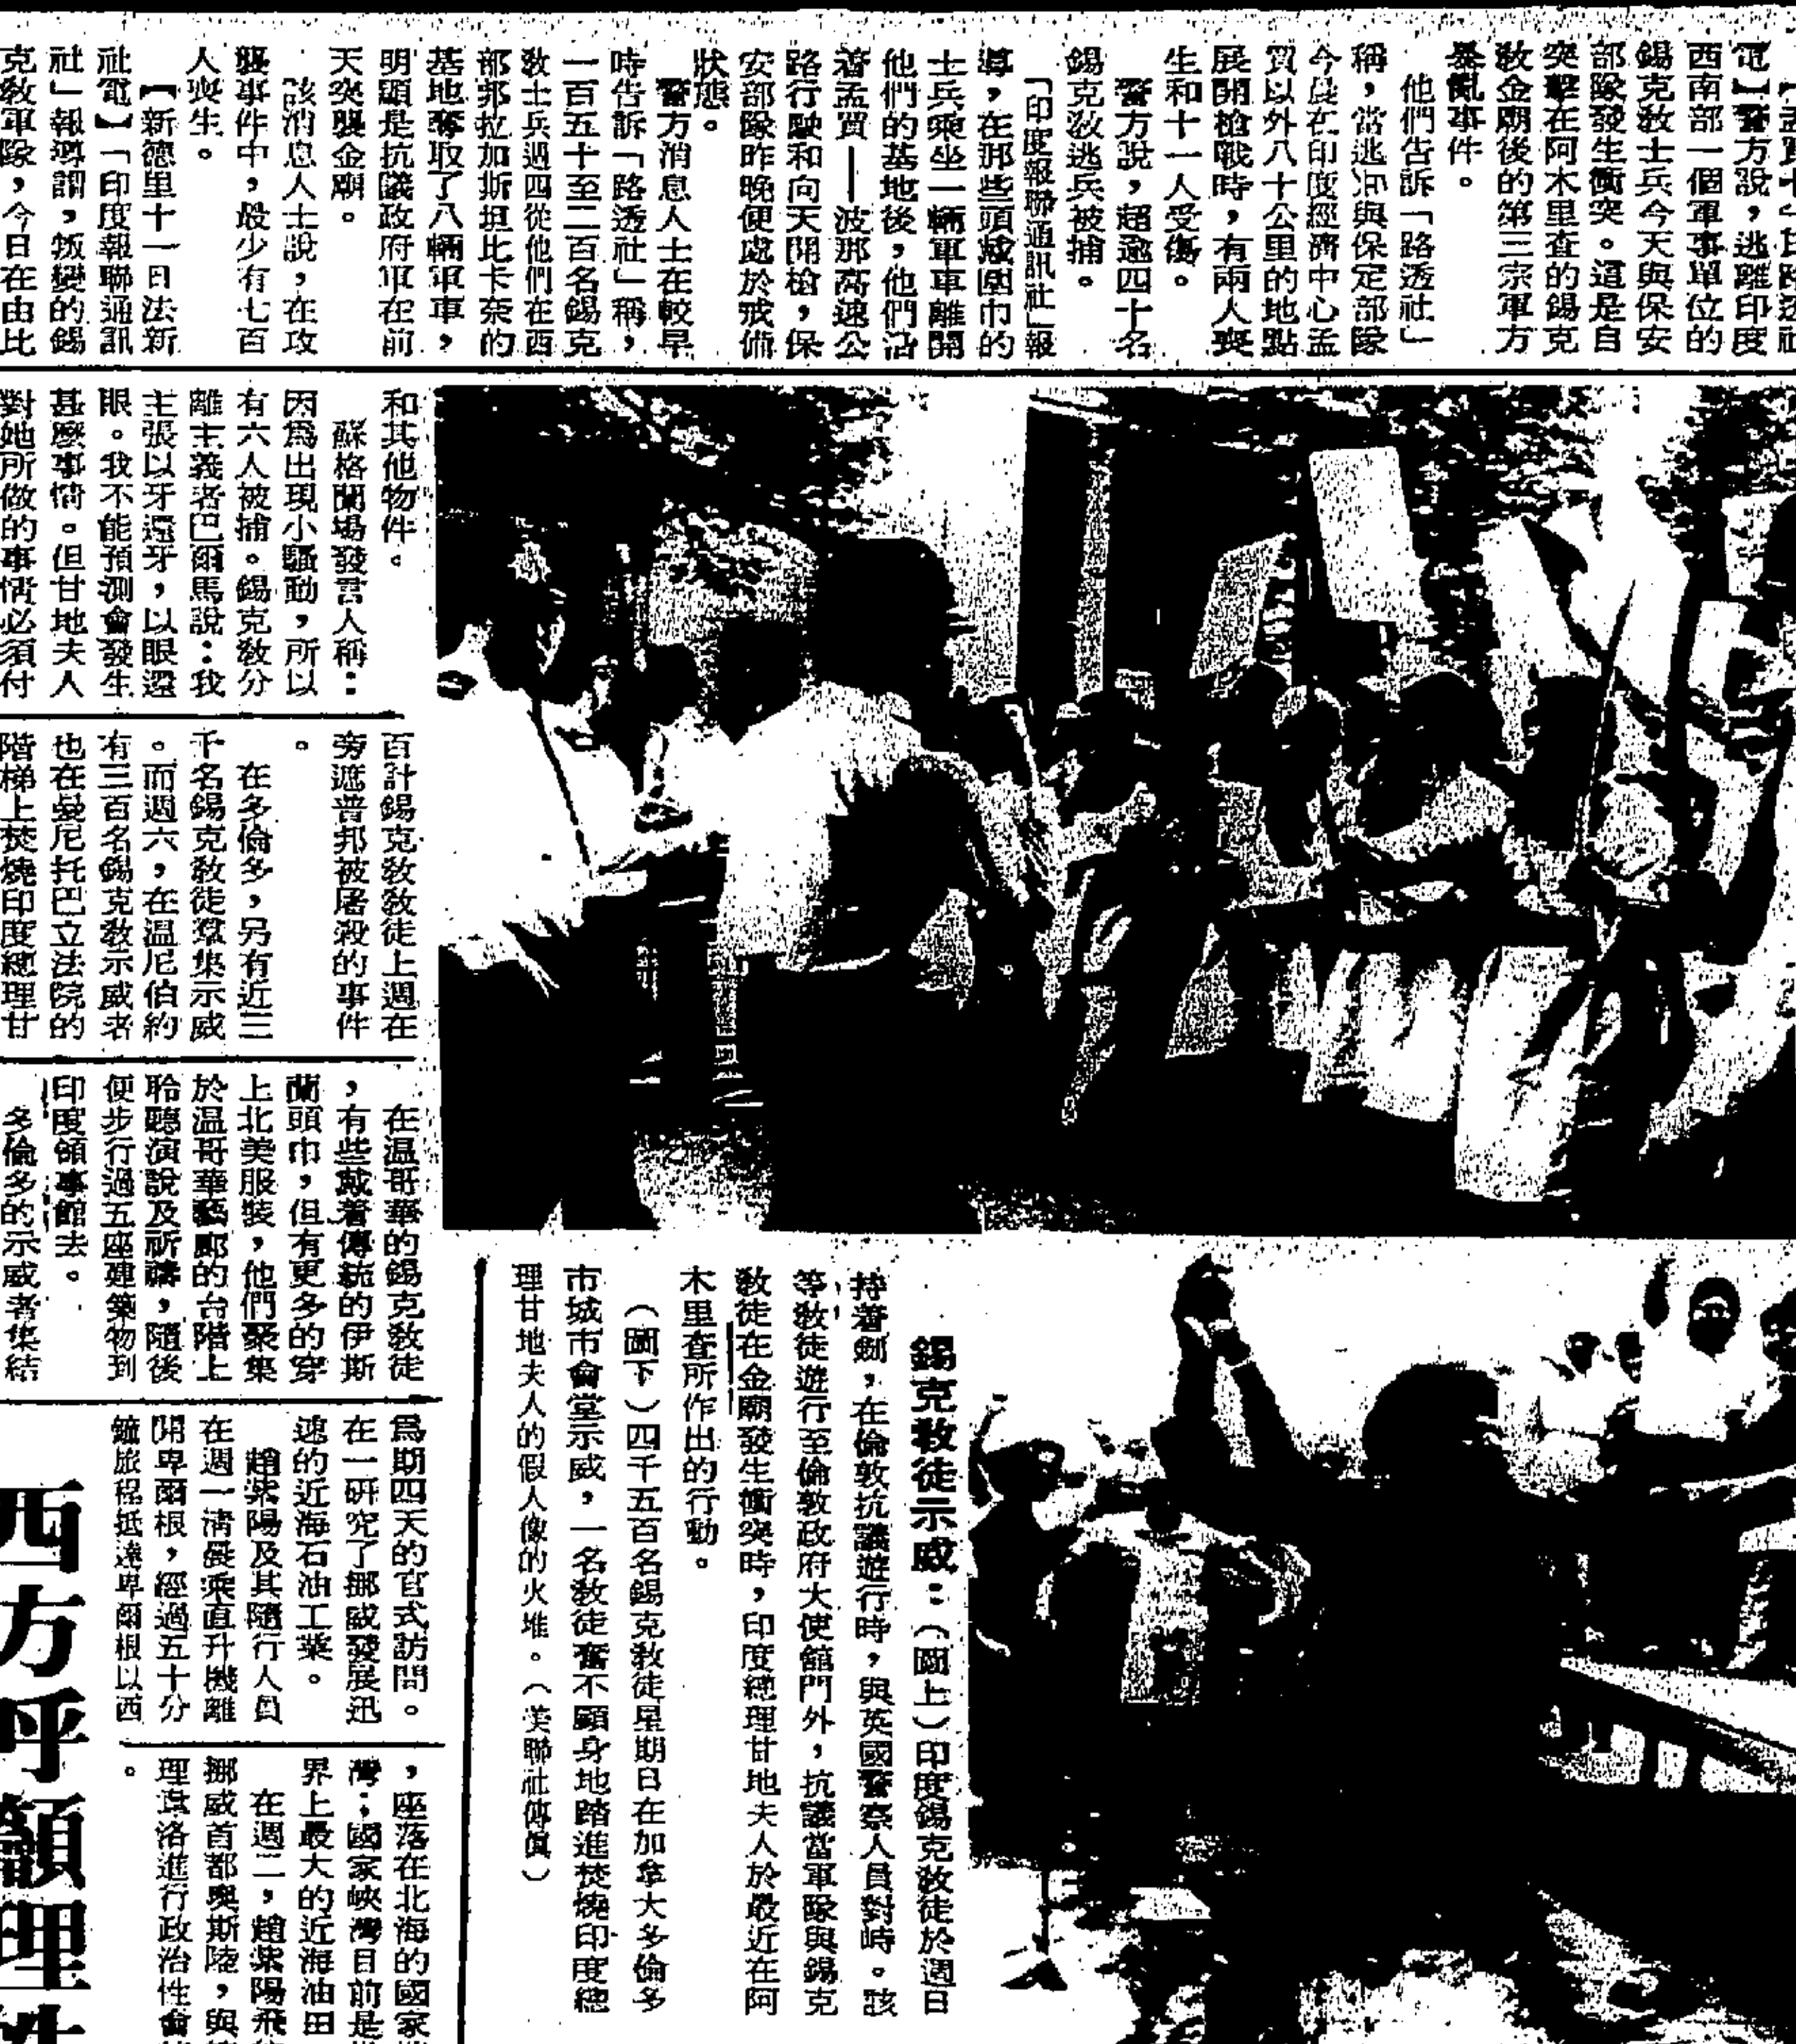 電】警方說，逃離印度
西南部一個軍事單位的
錫克教士兵今天與保安
部隊發生衝突。這是自
突擊在阿木里查的錫克
教金廟後的第三宗軍方
暴亂事件。
他們告訴「路透社」
稱，當逃兵與保定部隊
今晨在印度經濟中心孟
買以外八十公里的地點
展開槍戰時，有兩人喪
生和十一人受傷。
警方說，超逾四十名
錫克教逃兵被捕。
「印度報聯通訊社」報
導，在那些頭戴圍巾的
士兵乘坐一輛軍車離開
他們的基地後，他們沿
着孟買——波那高速公
路行駛和向天開槍，保
安部隊昨晚便處於戒備
狀態。
警方消息人士在較早
時告訴「路透社」稱，
一百五十至二百名錫克
教士兵週四從他們在西
部邦拉加斯坦比卡奈的
基地奪取了八輛軍車，
明顯是抗議政府軍在前
天突襲金廟。
該消息人士說，在攻
襲事件中，最少有七百
人喪生。
【新德里十一日法新
社電】「印度報聯通訊
社」報導謂，叛變的錫
克教軍隊，今日在由比
和其他物件。
蘇格蘭場發言人稱：
因爲出現小騷動，所以
有六人被捕。錫克教分
離主義者巴爾馬說：我
主張以牙還牙，以眼還
眼。我不能預測會發生
甚麼事情。但甘地夫人
對她所做的事情必須付
百計錫克教教徒上週在
旁遮普邦被屠殺的事件
。
在多倫多，另有近三
千名錫克教徒羣集示威
。而週六，在溫尼伯約
有三百名錫克教示威者
也在曼尼托巴立法院的
階梯上焚燒印度總理甘
在温哥華的錫克教徒
，有些戴着傳統的伊斯
蘭頭巾，但有更多的穿
上北美服裝，他們聚集
於温哥華藝廊的台階上
聆聽演說及祈禱，隨後
便步行過五座建築物到
印度領事館去。
多倫多的示威者集結
錫克教徒示威：（圖上）印度錫克教徒於週日
持着劍，在倫敦抗議遊行時，與英國警察人員對峙。該
等教徒遊行至倫敦政府大使館門外，抗議當軍隊與錫克
教徒在金廟發生衝突時，印度總理甘地夫人於最近在阿
木里查所作出的行動。
（圖下）四千五百名錫克教徒星期日在加拿大多倫多
市城市會堂示威，一名教徒奮不顧身地踏進焚燒印度總
理甘地夫人的假人像的火堆。（美聯社傳眞）
爲期四天的官式訪問。
在一研究了挪威發展迅
速的近海石油工業。
趙紫陽及其隨行人員
在週一清晨乘直升機離
開卑爾根，經過五十分
鐘旅程抵達卑爾根以西
，座落在北海的國家
灣；國家峽灣目前是
界上最大的近海油田
。
在週二，趙紫陽飛
挪威首都奧斯陸，與
理韋洛進行政治性會
西方呼籲理